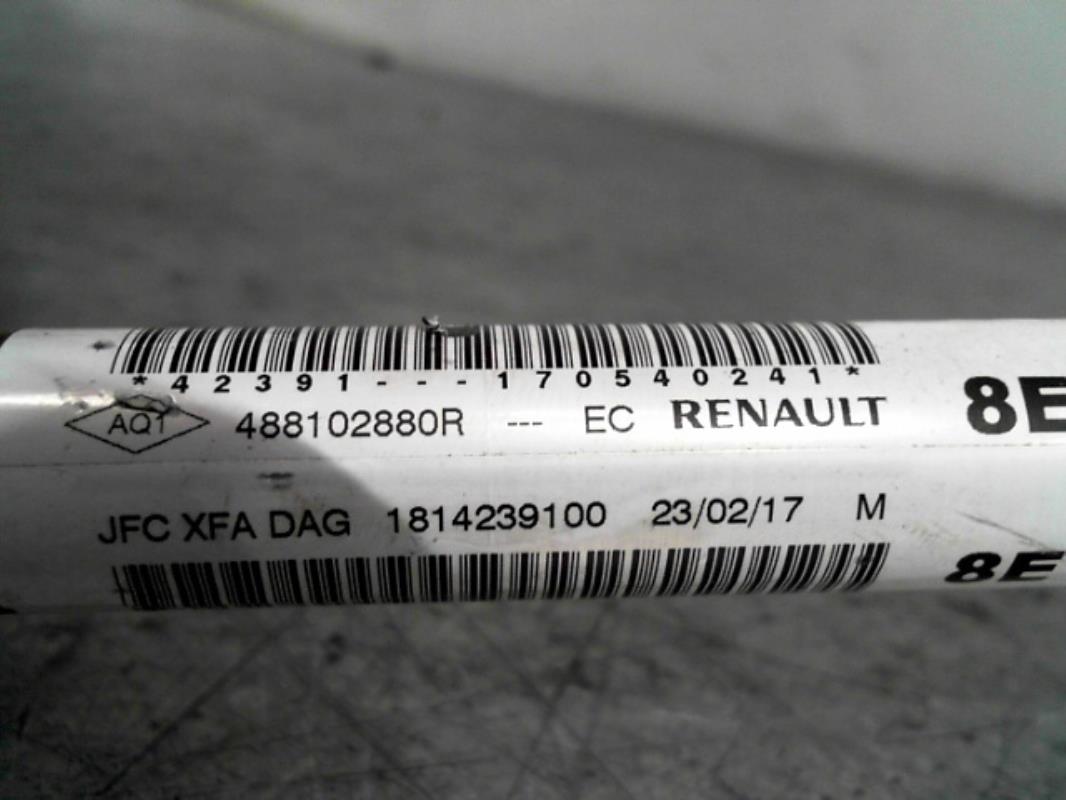 *42391---170540241*
AQ1 488102880R --- EC RENAULT 8E
JFC XFA DAG 1814239100 23/02/17 M
8E